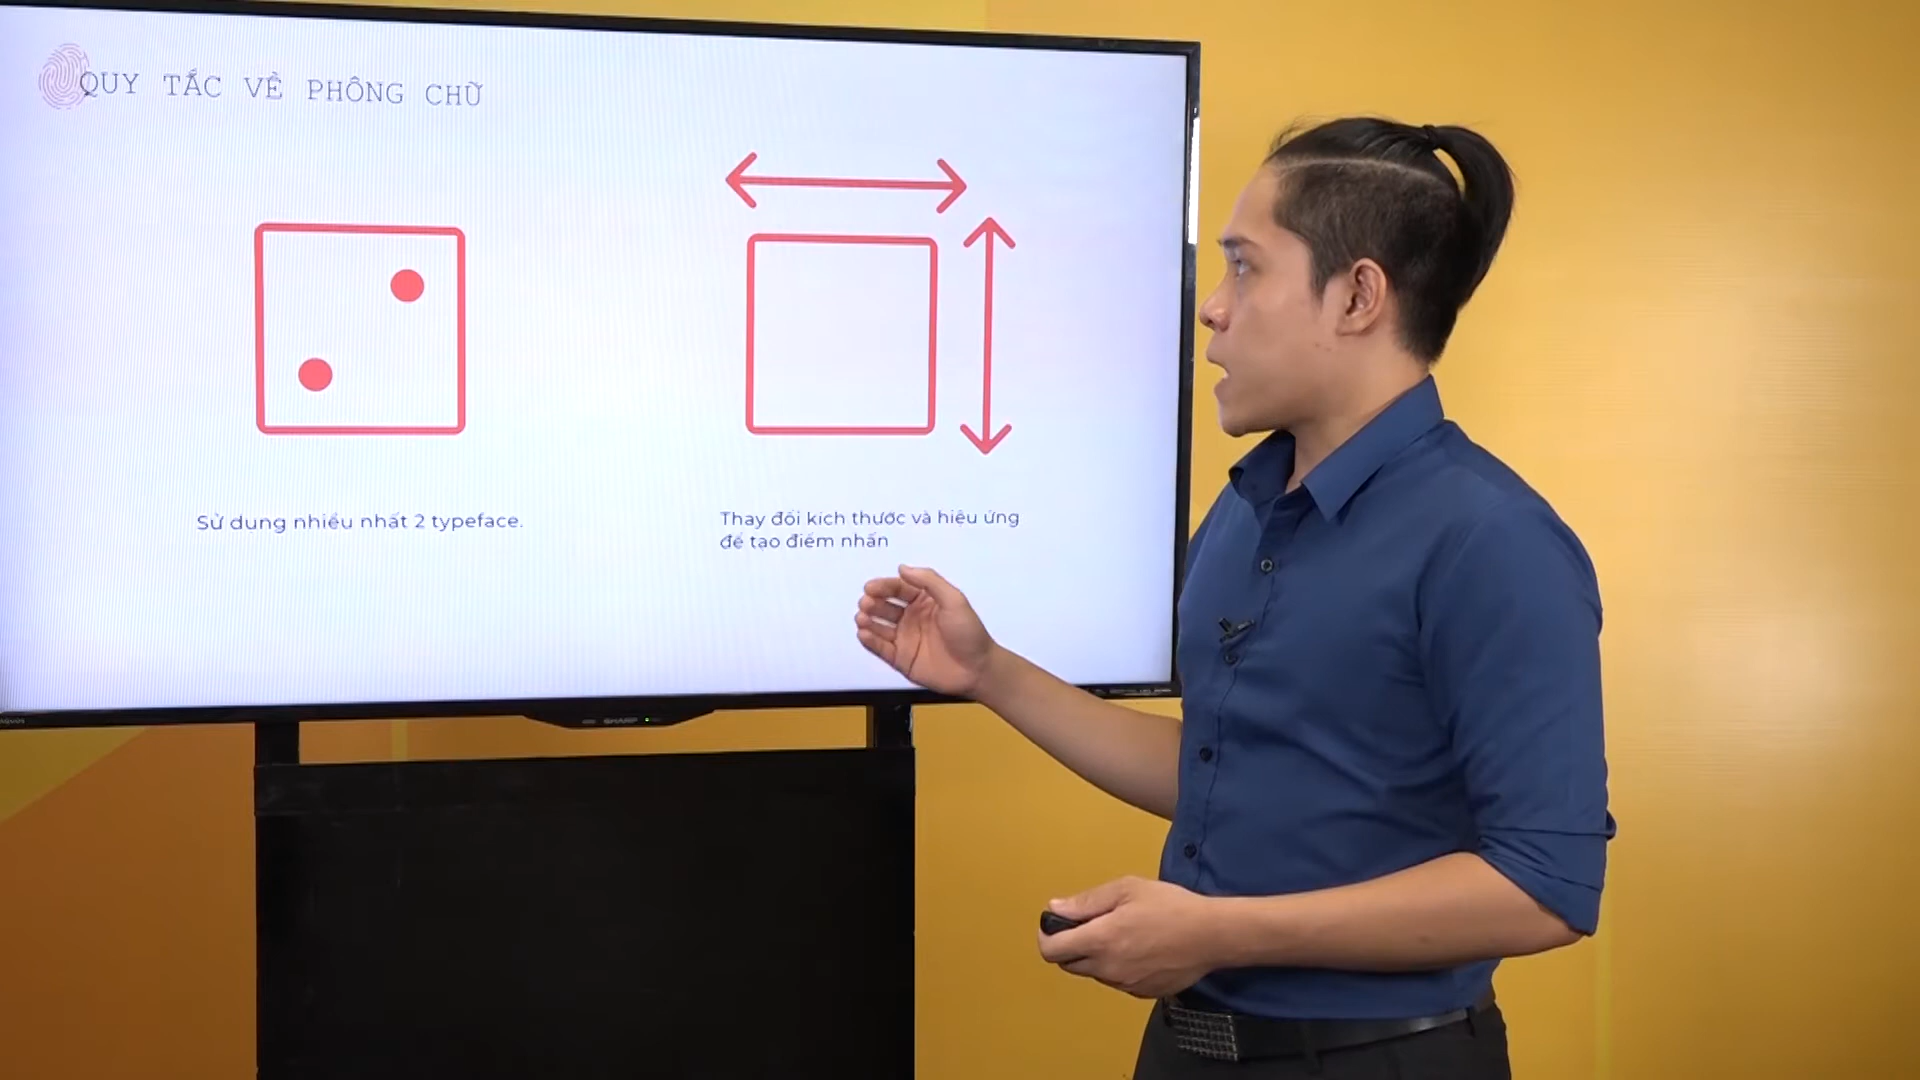 QUY TẮC VỀ PHÔNG CHỮ
Sử dụng nhiều nhất 2 typeface.
Thay đổi kích thước và hiệu ứng
để tạo điểm nhấn
SHARP